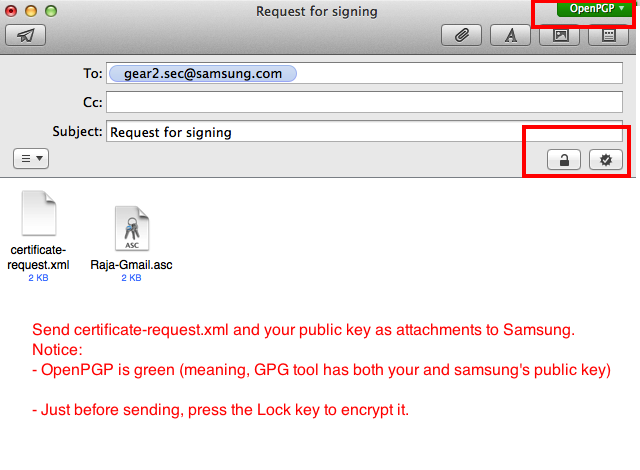 Request for signing
OpenPGP
To: gear2.sec@samsung.com
Cc:
Subject: Request for signing
certificate-
request.xml
2 KB
ASC
Raja-Gmail.asc
2 KB
Send certificate-request.xml and your public key as attachments to Samsung.
Notice:
- OpenPGP is green (meaning, GPG tool has both your and samsung's public key)
- Just before sending, press the Lock key to encrypt it.